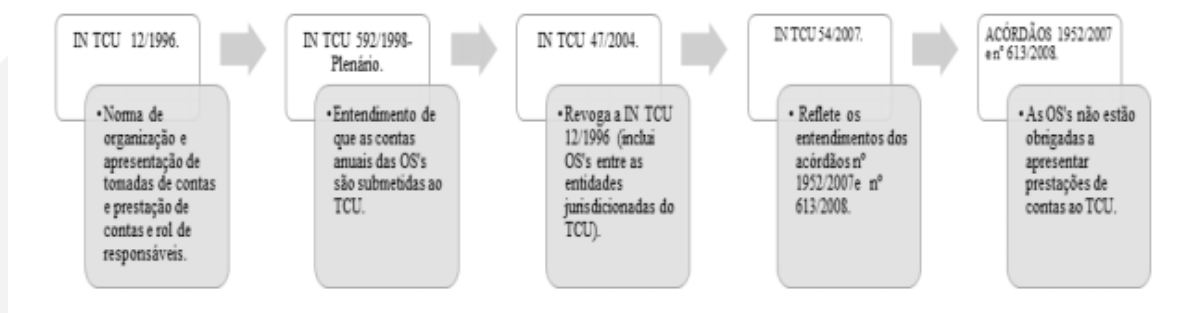 IN TCU 12/1996.
•Norma de
organização e
apresentação de
tomadas de contas
e prestação de
contas e rol de
responsáveis.
IN TCU 592/1998-
Plenário.
•Entendimento de
que as contas
anuais das OS's
são submetidas ao
TCU.
IN TCU 47/2004.
•Revoga a IN TCU
12/1996 (inclui
OS's entre as
entidades
jurisdicionadas do
TCU).
IN TCU 54/2007.
• Reflete os
entendimentos dos
acórdãos nº
1952/2007e nº
613/2008.
ACÓRDÃOS 1952/2007
e nº 613/2008.
•As OS's não estão
obrigadas a
apresentar
prestações de
contas ao TCU.